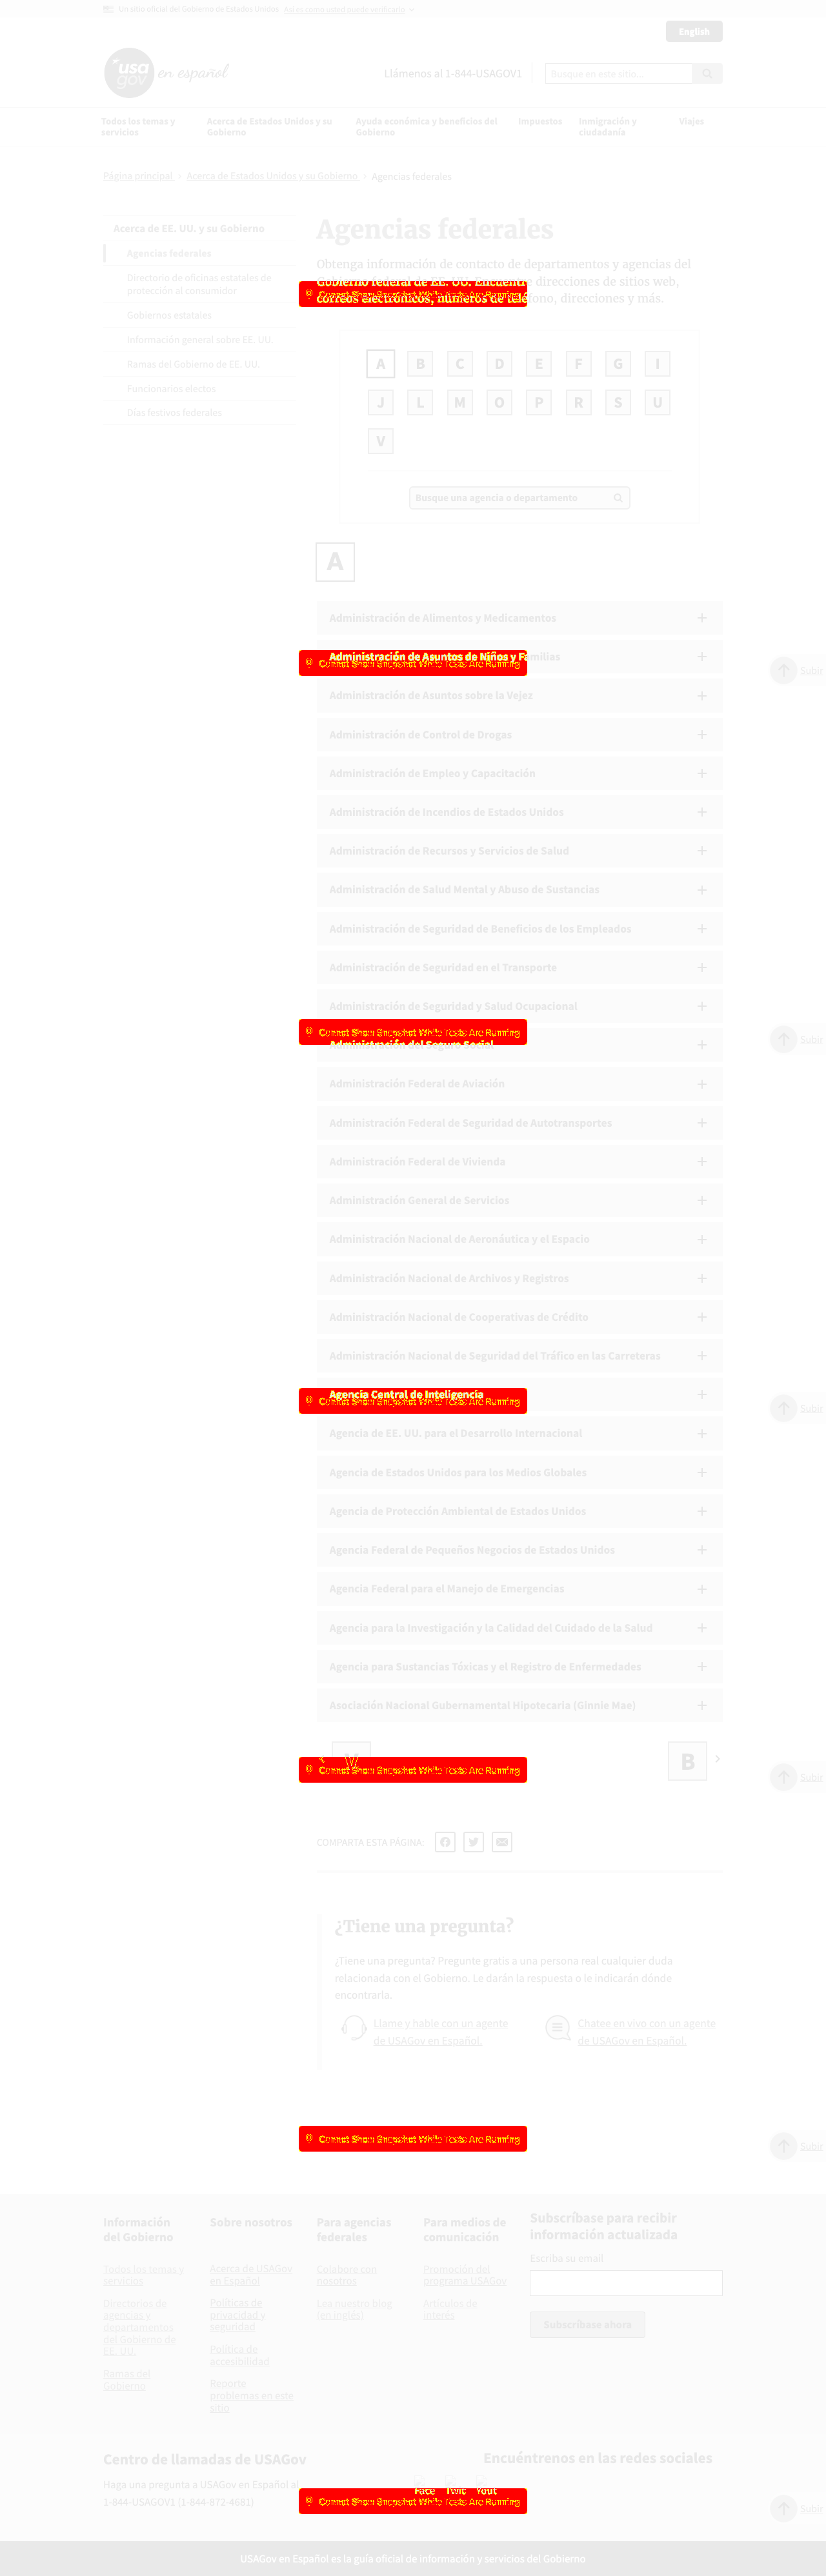 Un sitio oficial del Gobierno de Estados Unidos Así es como usted puede verificarlo
English
usa gov en español
Llámenos al 1-844-USAGOV1
Busque en este sitio...
Todos los temas y servicios
Acerca de Estados Unidos y su Gobierno
Ayuda económica y beneficios del Gobierno
Impuestos
Inmigración y ciudadanía
Viajes
Página principal
Acerca de Estados Unidos y su Gobierno
Agencias federales
Acerca de EE. UU. y su Gobierno
Agencias federales
Directorio de oficinas estatales de
protección al consumidor
Gobiernos estatales
Información general sobre EE. UU.
Ramas del Gobierno de EE. UU.
Funcionarios electos
Días festivos federales
Agencias federales
Obtenga información de contacto de departamentos y agencias del
direcciones de sitios web,
direcciones y más.
Cannot Show Snapshot While Tests Are Running
A B C D E F G I
J L M O P R S U
V
Busque una agencia o departamento
A
Administración de Alimentos y Medicamentos
Administración de Asuntos de Niños y Familias
Cannot Show Snapshot While Tests Are Running
Subir
Administración de Asuntos sobre la Vejez
Administración de Control de Drogas
Administración de Empleo y Capacitación
Administración de Incendios de Estados Unidos
Administración de Recursos y Servicios de Salud
Administración de Salud Mental y Abuso de Sustancias
Administración de Seguridad de Beneficios de los Empleados
Administración de Seguridad en el Transporte
Administración de Seguridad y Salud Ocupacional
Cannot Show Snapshot While Tests Are Running
Subir
Administración del Seguro Social
Administración Federal de Aviación
Administración Federal de Seguridad de Autotransportes
Administración Federal de Vivienda
Administración General de Servicios
Administración Nacional de Aeronáutica y el Espacio
Administración Nacional de Archivos y Registros
Administración Nacional de Cooperativas de Crédito
Administración Nacional de Seguridad del Tráfico en las Carreteras
Agencia Central de Inteligencia
Cannot Show Snapshot While Tests Are Running
Subir
Agencia de EE. UU. para el Desarrollo Internacional
Agencia de Estados Unidos para los Medios Globales
Agencia de Protección Ambiental de Estados Unidos
Agencia Federal de Pequeños Negocios de Estados Unidos
Agencia Federal para el Manejo de Emergencias
Agencia para la Investigación y la Calidad del Cuidado de la Salud
Agencia para Sustancias Tóxicas y el Registro de Enfermedades
Asociación Nacional Gubernamental Hipotecaria (Ginnie Mae)
V
B
Cannot Show Snapshot While Tests Are Running
Subir
COMPARTA ESTA PÁGINA:
¿Tiene una pregunta?
¿Tiene una pregunta? Pregunte gratis a una persona real cualquier duda
relacionada con el Gobierno. Le darán la respuesta o le indicarán dónde
encontrarla.
Llame y hable con un agente
de USAGov en Español.
Chatee en vivo con un agente
de USAGov en Español.
Cannot Show Snapshot While Tests Are Running
Subir
Información
del Gobierno
Todos los temas y
servicios
Directorio de
agencias y
departamentos
del Gobierno de
EE. UU.
Ramas del
Gobierno
Sobre nosotros
Acerca de USAGov
en Español
Políticas de
privacidad y
seguridad
Política de
accesibilidad
Reporte
problemas en este
sitio
Para agencias
federales
Colabore con
nosotros
Lea nuestro blog
(en inglés)
Para medios de
comunicación
Promoción del
programa USAGov
Artículos de
interés
Subscríbase para recibir
información actualizada
Escriba su email
Subscríbase ahora
Centro de llamadas de USAGov
Haga una pregunta a USAGov en Español al
1-844-USAGOV1 (1-844-872-4681)
Encuéntrenos en las redes sociales
Cannot Show Snapshot While Tests Are Running
Subir
USAGov en Español es la guía oficial de información y servicios del Gobierno